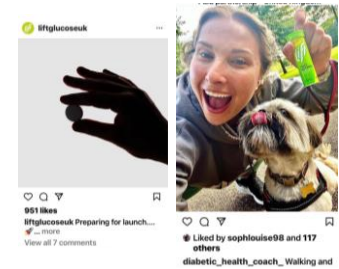 liftglucoseuk
951 likes
liftglucoseuk Preparing for launch....
🚀... more
View all 7 comments
Liked by sophlouise98 and 117
others
diabetic_health_coach_ Walking and